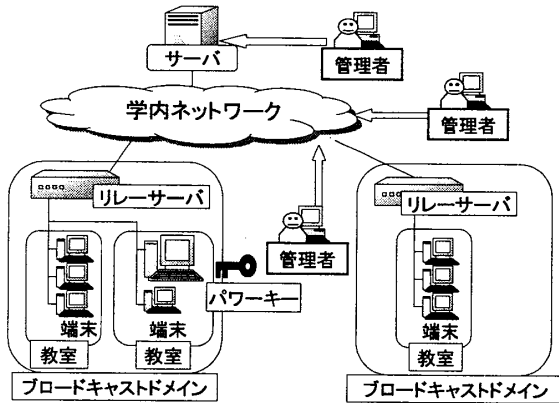 サーバ
管理者
学内ネットワーク
管理者
リレーサーバ
リレーサーバ
管理者
パワーキー
端末
端末
端末
教室
教室
教室
ブロードキャストドメイン
ブロードキャストドメイン